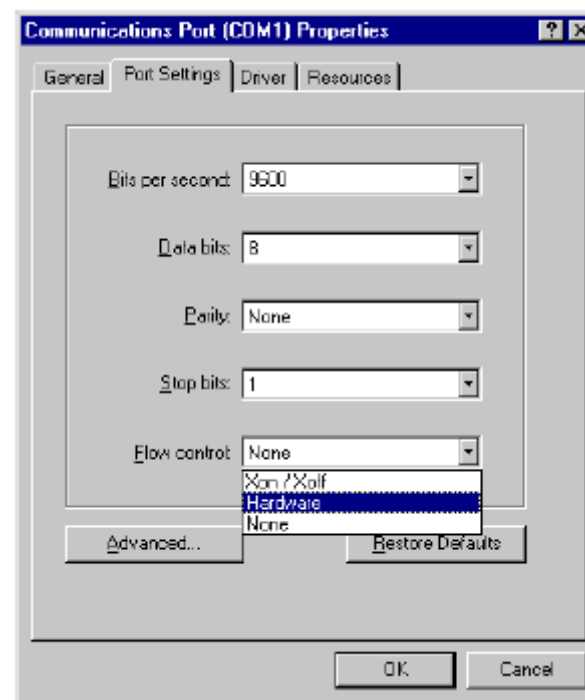 Communications Port (COM1) Properties
General Port Settings Driver Resources
Bits per second: 9600
Data bits: 8
Parity: None
Stop bits: 1
Flow control: None
Xon / Xoff
Hardware
None
Advanced... Restore Defaults
OK Cancel